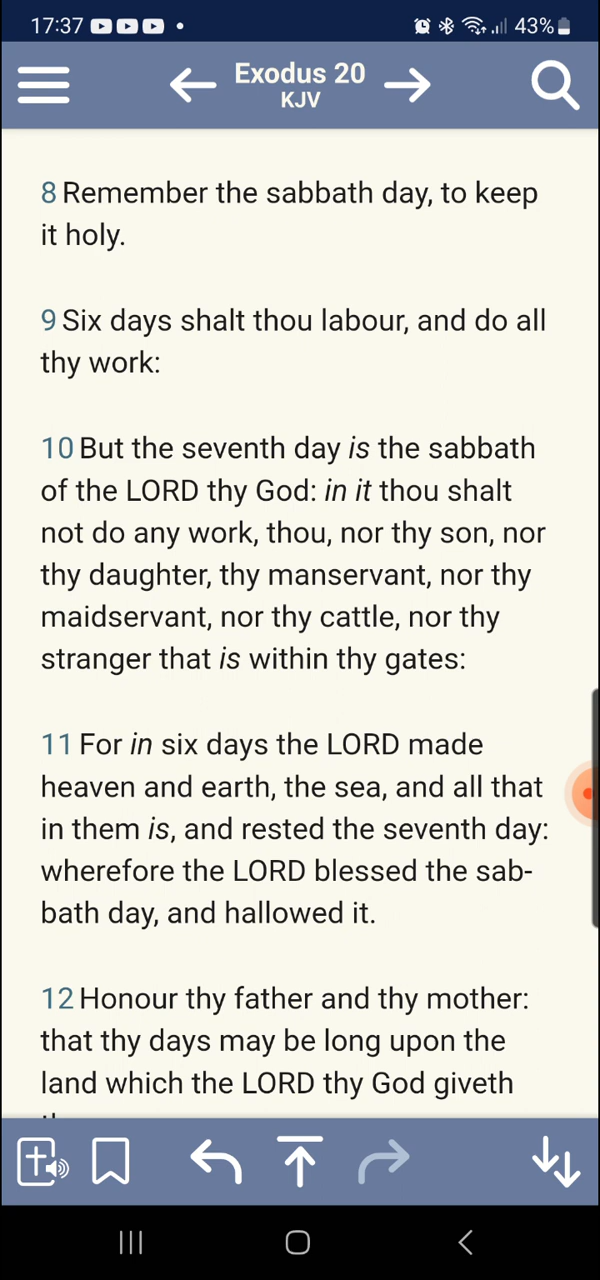 17:37
43%
Exodus 20
KJV
8 Remember the sabbath day, to keep
it holy.
9 Six days shalt thou labour, and do all
thy work:
10 But the seventh day is the sabbath
of the LORD thy God: in it thou shalt
not do any work, thou, nor thy son, nor
thy daughter, thy manservant, nor thy
maidservant, nor thy cattle, nor thy
stranger that is within thy gates:
11 For in six days the LORD made
heaven and earth, the sea, and all that
in them is, and rested the seventh day:
wherefore the LORD blessed the sab-
bath day, and hallowed it.
12 Honour thy father and thy mother:
that thy days may be long upon the
land which the LORD thy God giveth